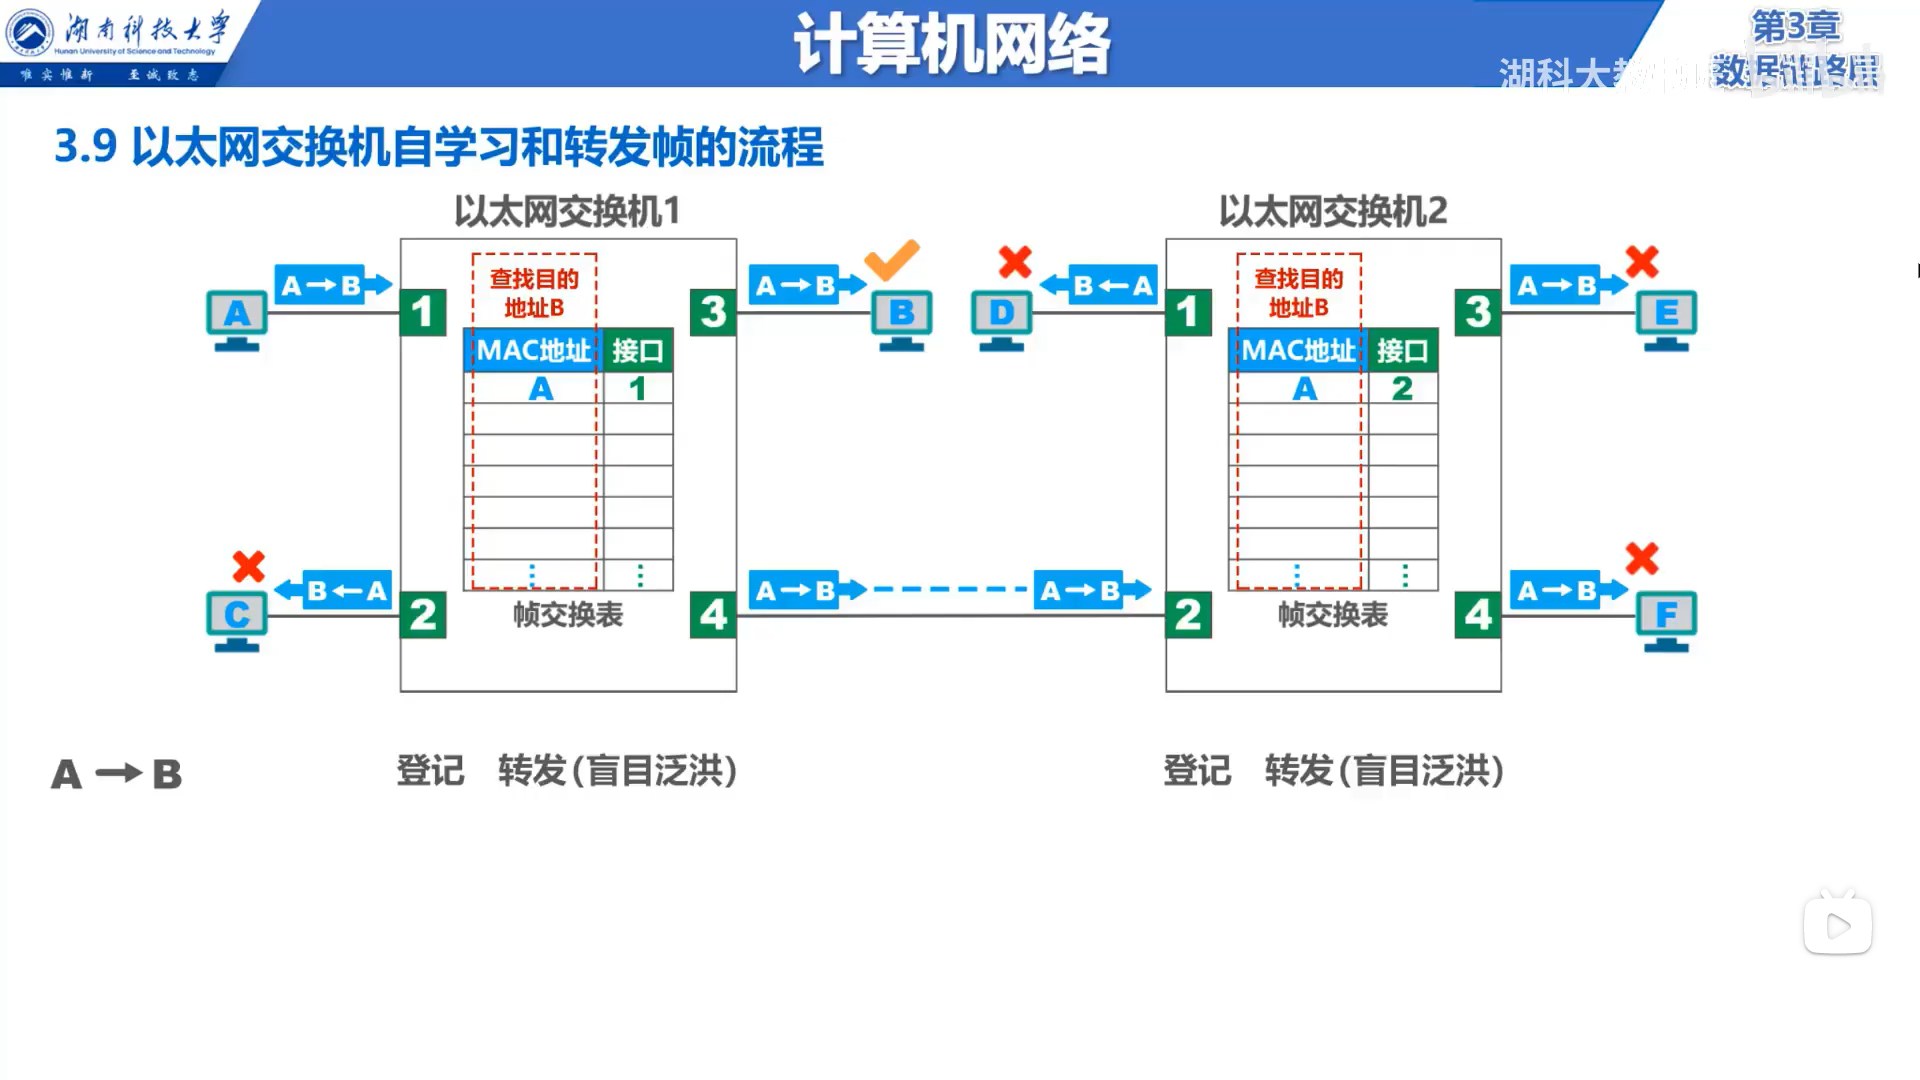 湖南科技大学
Hunan University of Science and Technology
唯实惟新 至诚致志
计算机网络
第3章
数据链路层
湖科大教
3.9 以太网交换机自学习和转发帧的流程
以太网交换机1
以太网交换机2
A→B
查找目的
地址B
A→B
B←A
查找目的
地址B
A→B
A
1
3
B
D
1
3
E
MAC地址 接口
MAC地址 接口
A 1
A 2
B←A
A→B
A→B
A→B
C
2
帧交换表
4
2
帧交换表
4
F
A→B
登记 转发(盲目泛洪)
登记 转发(盲目泛洪)